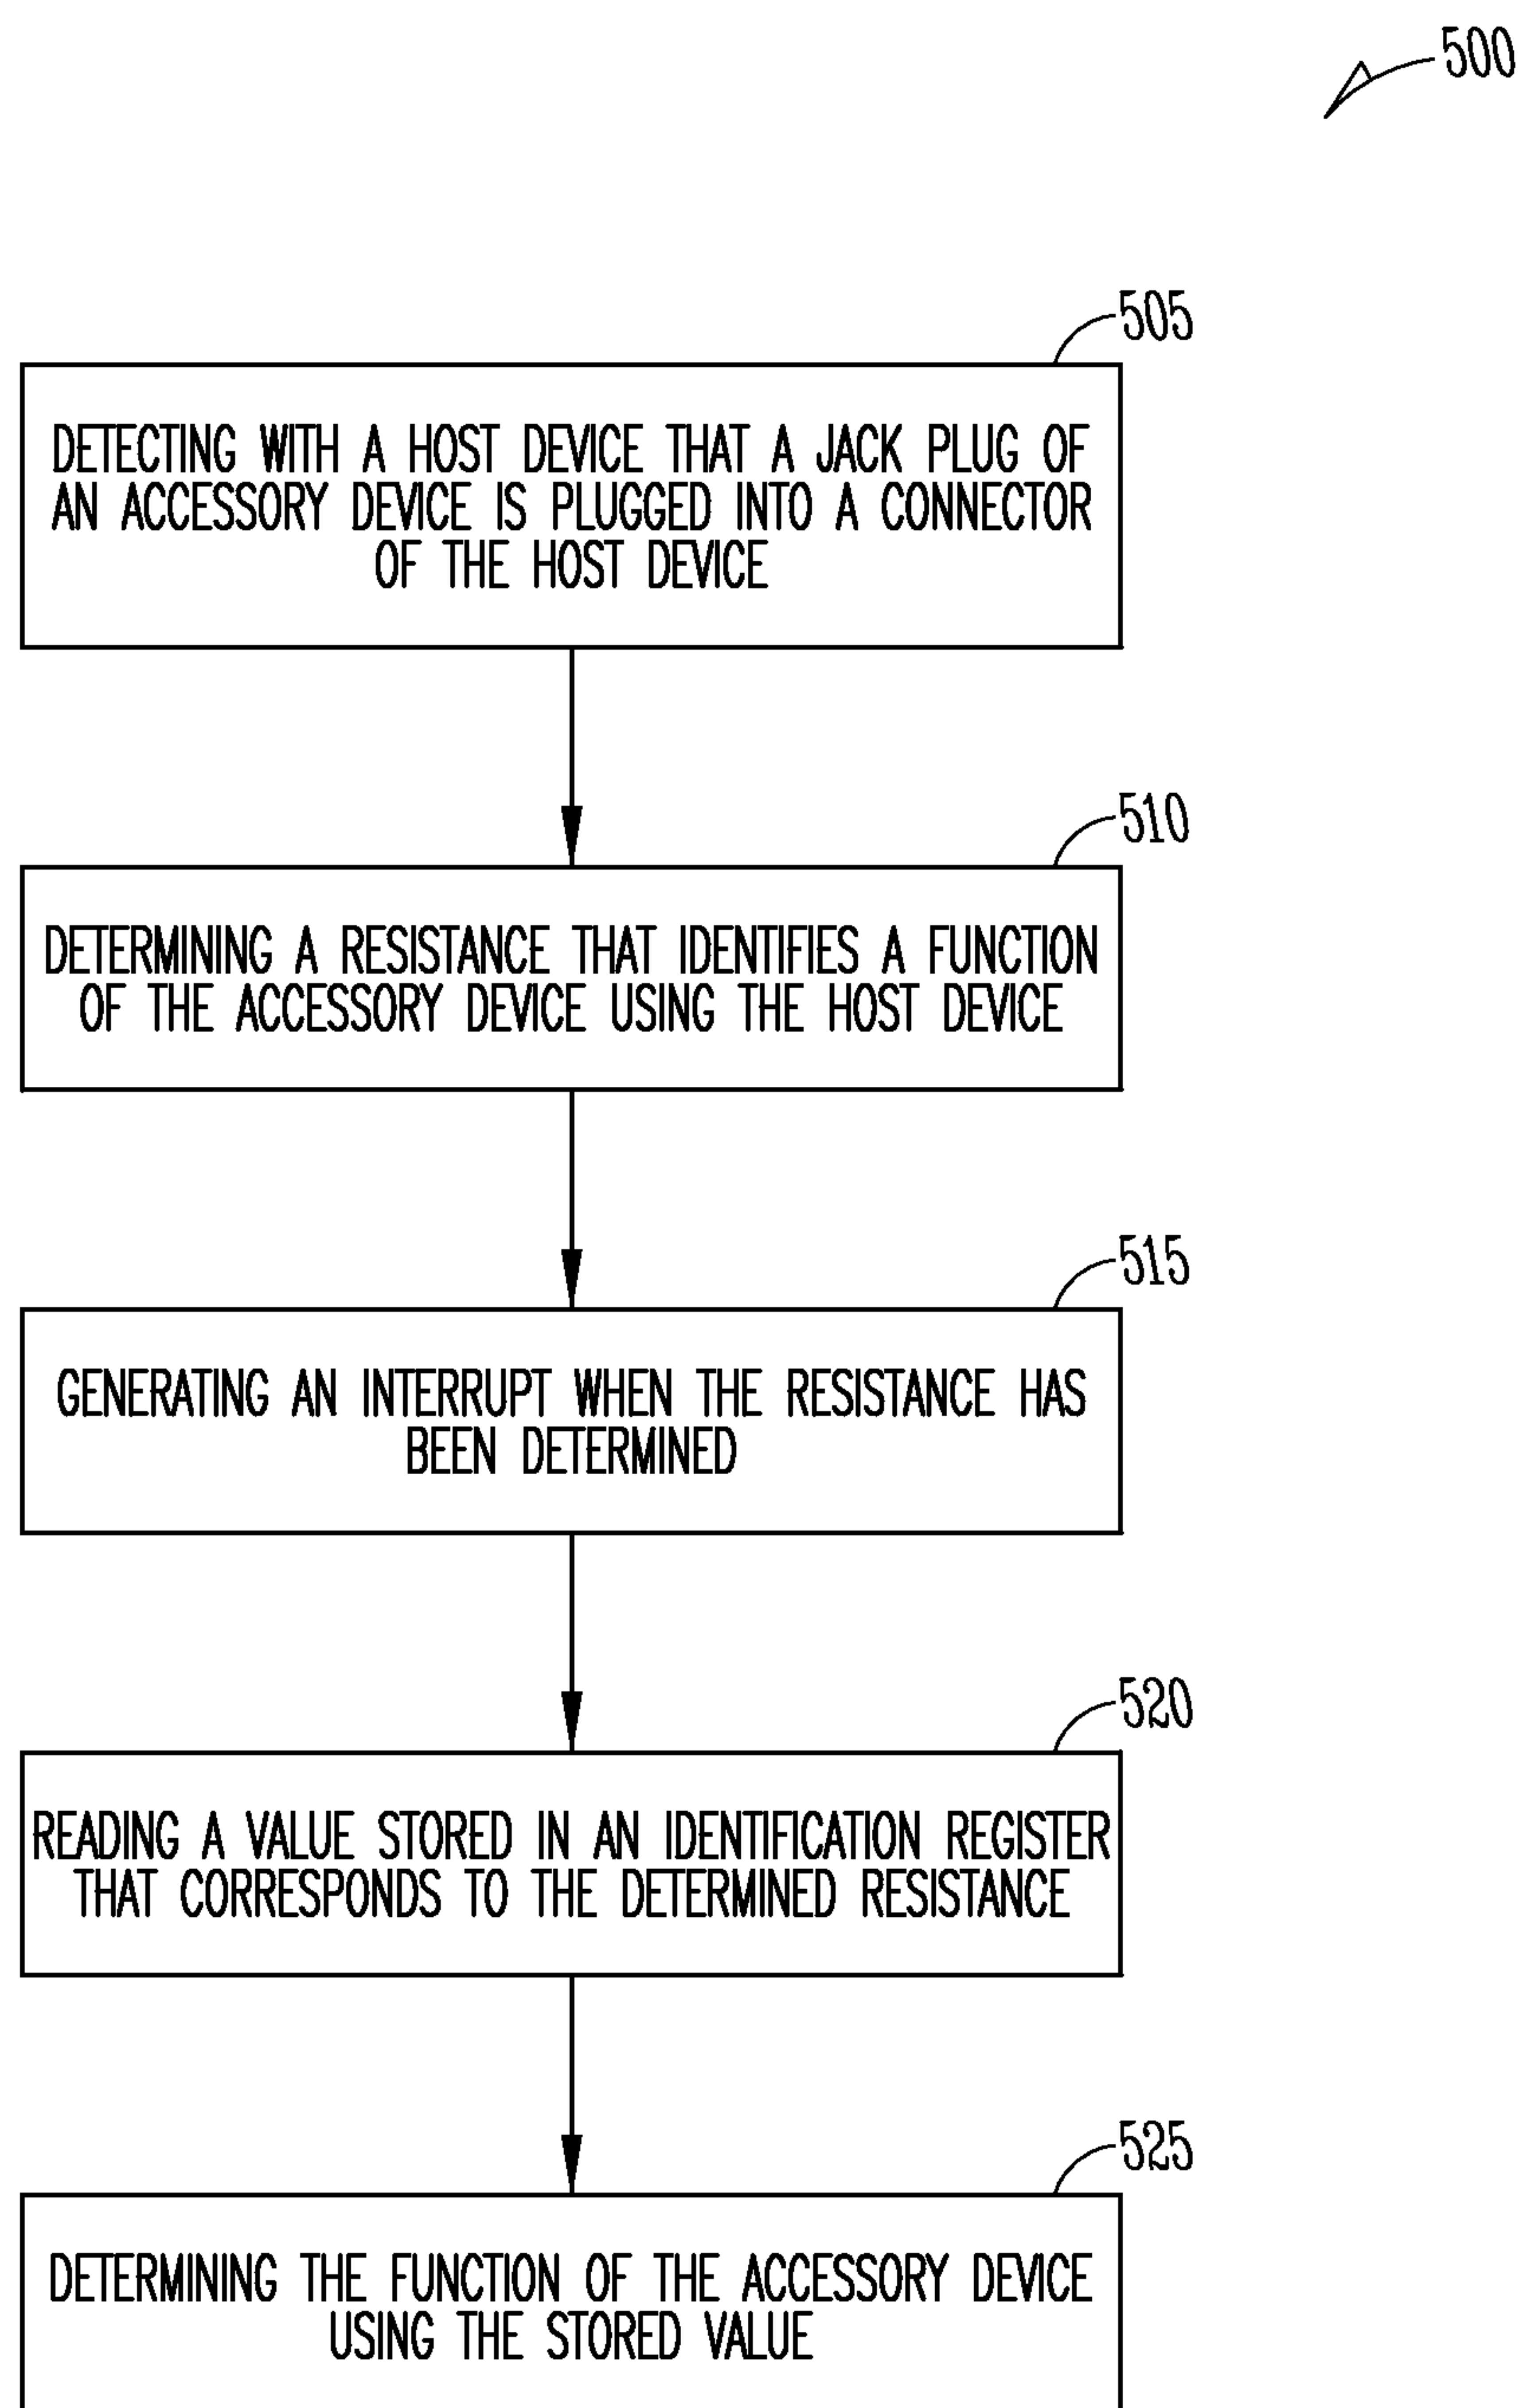 500
505
DETECTING WITH A HOST DEVICE THAT A JACK PLUG OF
AN ACCESSORY DEVICE IS PLUGGED INTO A CONNECTOR
OF THE HOST DEVICE
510
DETERMINING A RESISTANCE THAT IDENTIFIES A FUNCTION
OF THE ACCESSORY DEVICE USING THE HOST DEVICE
515
GENERATING AN INTERRUPT WHEN THE RESISTANCE HAS
BEEN DETERMINED
520
READING A VALUE STORED IN AN IDENTIFICATION REGISTER
THAT CORRESPONDS TO THE DETERMINED RESISTANCE
525
DETERMINING THE FUNCTION OF THE ACCESSORY DEVICE
USING THE STORED VALUE